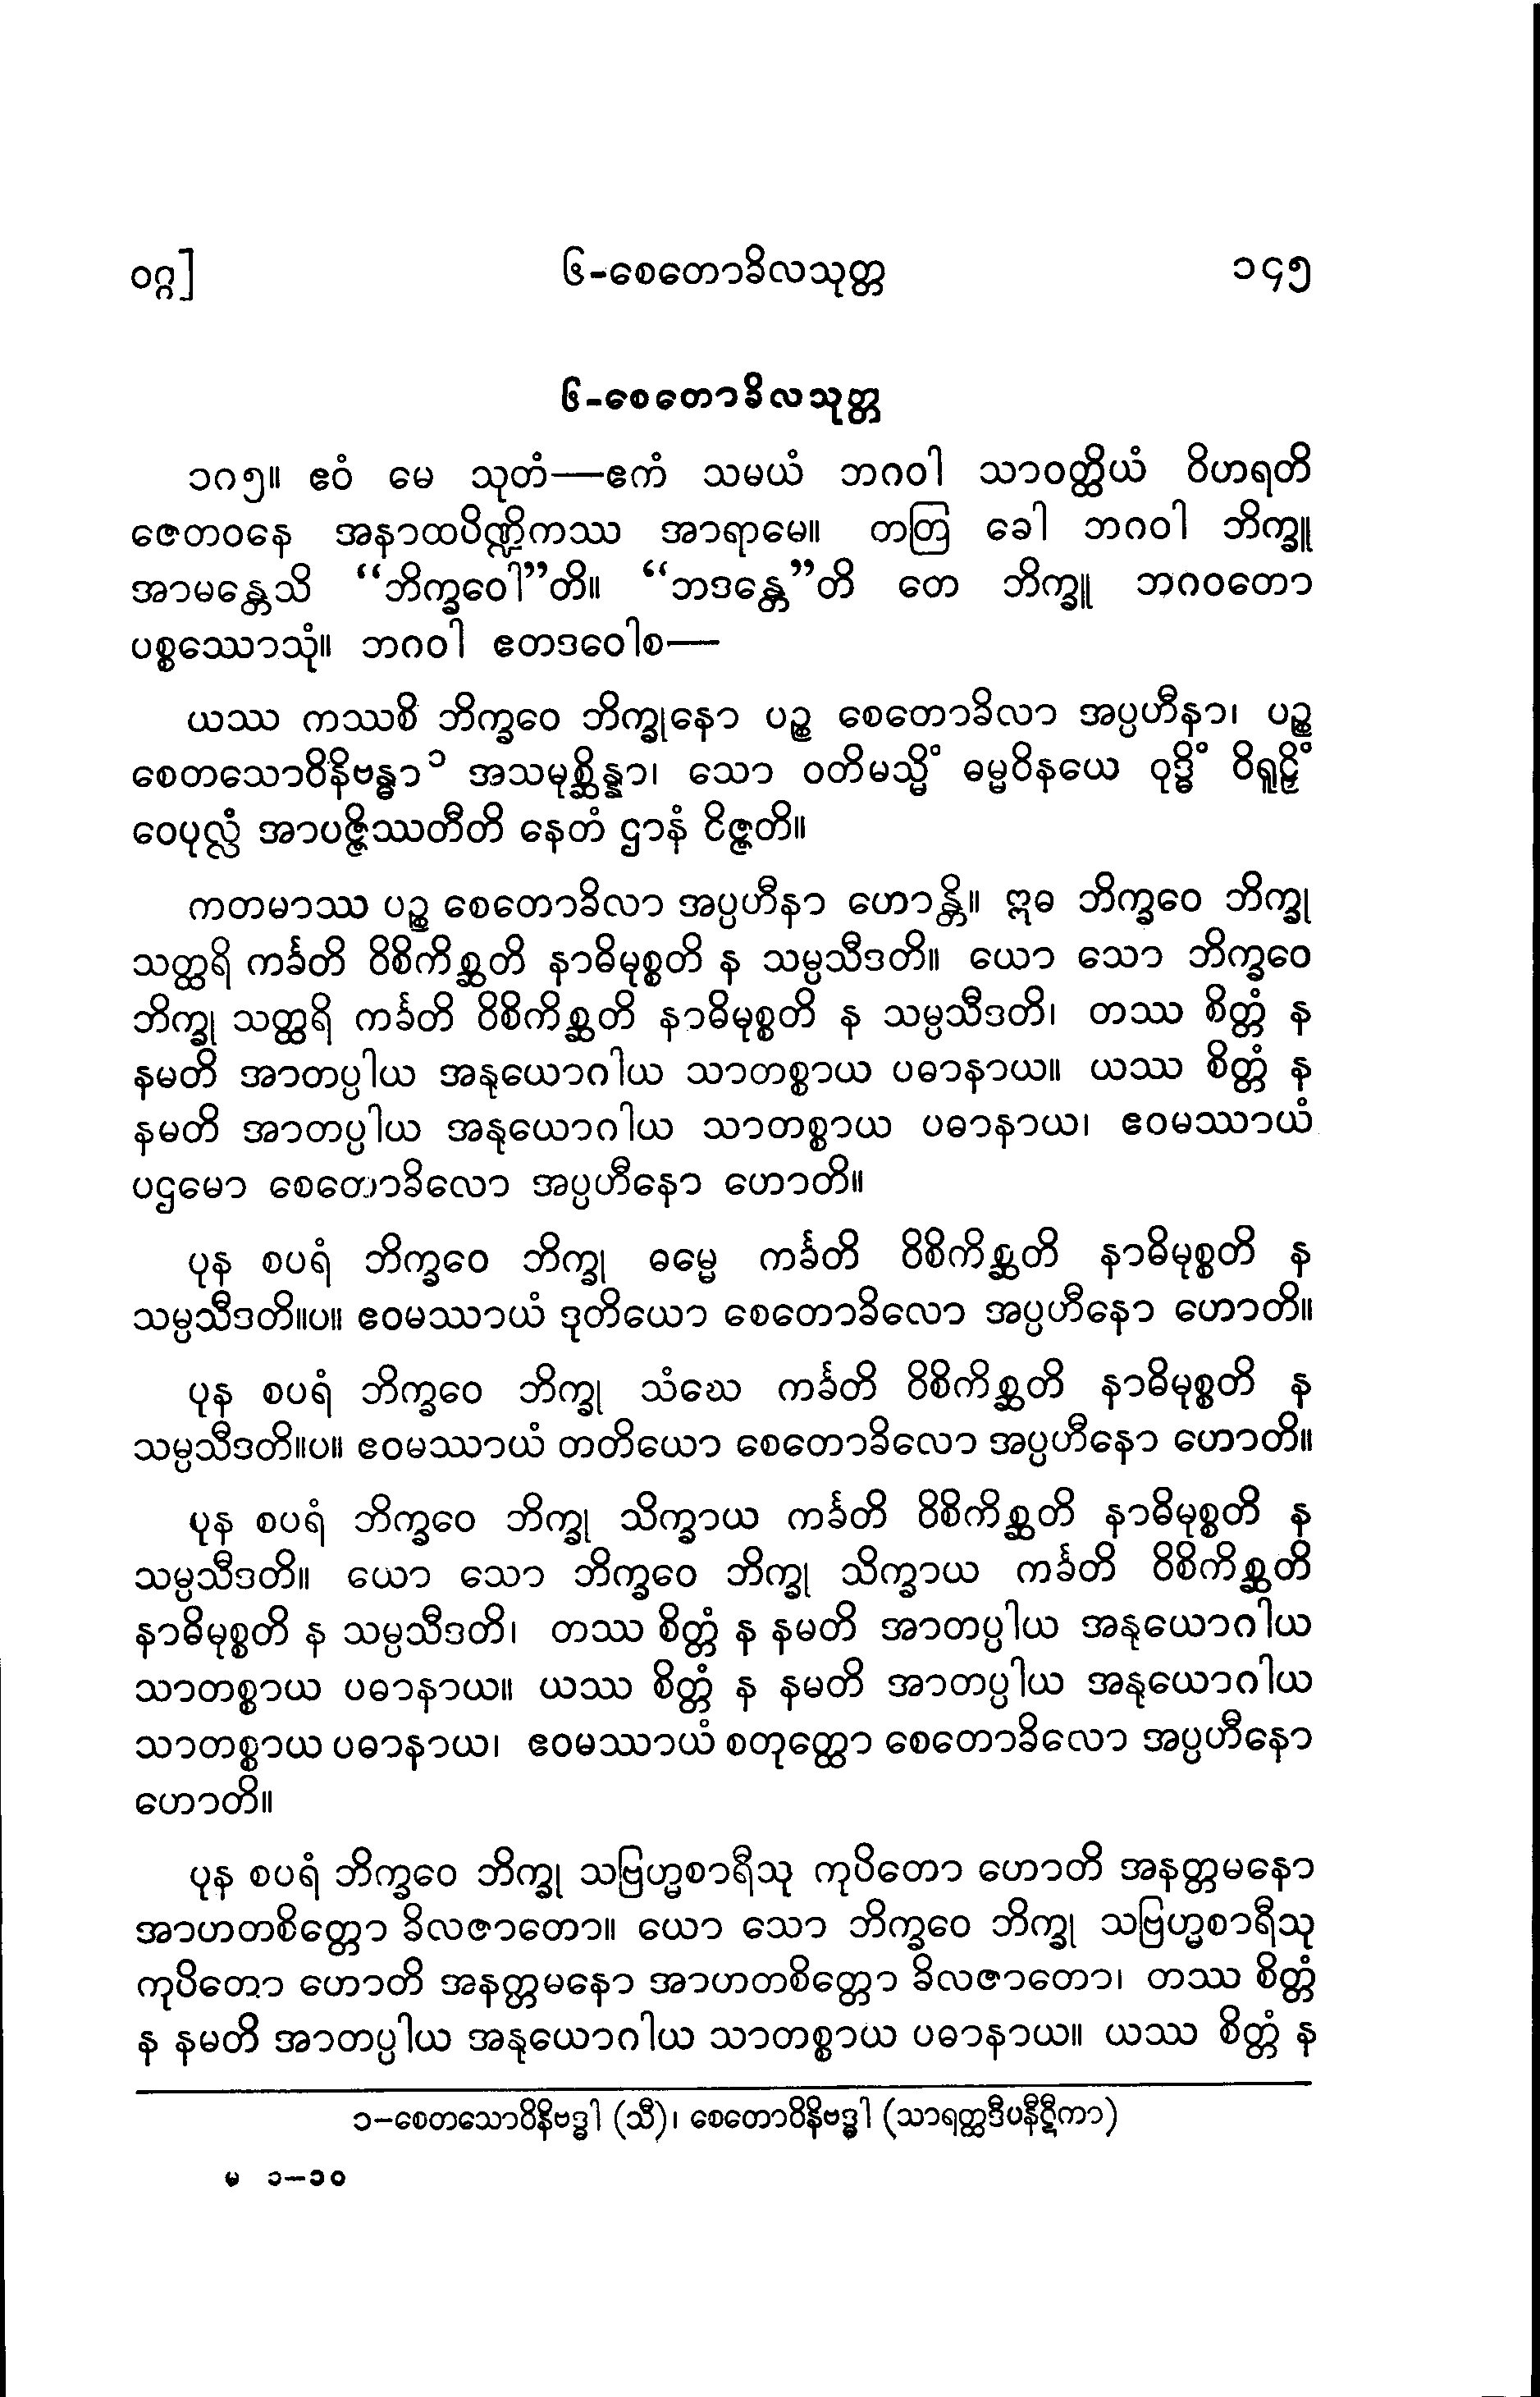 ဝဂ္ဂ]
၆-စေတောခိလသုတ္တ
၁၄၅
၆-စေတောခိလသုတ္တ
၁၈၅။ ဧဝံ မေ သုတံ—ဧကံ သမယံ ဘဂဝါ သာဝတ္ထိယံ ဝိဟရတိ
ဇေတဝနေ အနာထပိဏ္ဍိကဿ အာရာမေ။ တတြ ခေါ ဘဂဝါ ဘိက္ခူ
အာမန္တေသိ “ဘိက္ခဝေါ”တိ။ “ဘဒန္တေ”တိ တေ ဘိက္ခူ ဘဂဝတော
ပစ္စဿောသုံ။ ဘဂဝါ ဧတဒဝေါစ—
ယဿ ကဿစိ ဘိက္ခဝေ ဘိက္ခုနော ပဉ္စ စေတောခိလာ အပ္ပဟီနာ၊ ပဉ္စ
စေတသောဝိနိဗန္ဓာ ၁ အသမုစ္ဆိန္နာ၊ သော ဝတိမသ္မိံ ဓမ္မဝိနယေ ဝုဒ္ဓိံ ဝိရူဠှိံ
ဝေပုလ္လံ အာပဇ္ဇိဿတီတိ နေတံ ဌာနံ ဝိဇ္ဇတိ။
ကတမာဿ ပဉ္စ စေတောခိလာ အပ္ပဟီနာ ဟောန္တိ။ ဣဓ ဘိက္ခဝေ ဘိက္ခု
သတ္ထရိ ကင်္ခတိ ဝိစိကိစ္ဆတိ နာဓိမုစ္စတိ န သမ္ပသီဒတိ။ ယော သော ဘိက္ခဝေ
ဘိက္ခု သတ္ထရိ ကင်္ခတိ ဝိစိကိစ္ဆတိ နာဓိမုစ္စတိ န သမ္ပသီဒတိ၊ တဿ စိတ္တံ န
နမတိ အာတပ္ပါယ အနုယောဂါယ သာတစ္စာယ ပဓာနာယ။ ယဿ စိတ္တံ န
နမတိ အာတပ္ပါယ အနုယောဂါယ သာတစ္စာယ ပဓာနာယ၊ ဧဝမဿာယံ
ပဌမော စေတောခိလော အပ္ပဟီနော ဟောတိ။
ပုန စပရံ ဘိက္ခဝေ ဘိက္ခု ဓမ္မေ ကင်္ခတိ ဝိစိကိစ္ဆတိ နာဓိမုစ္စတိ န
သမ္ပသီဒတိ။ပ။ ဧဝမဿာယံ ဒုတိယော စေတောခိလော အပ္ပဟီနော ဟောတိ။
ပုန စပရံ ဘိက္ခဝေ ဘိက္ခု သံဃေ ကင်္ခတိ ဝိစိကိစ္ဆတိ နာဓိမုစ္စတိ န
သမ္ပသီဒတိ။ပ။ ဧဝမဿာယံ တတိယော စေတောခိလော အပ္ပဟီနော ဟောတိ။
ပုန စပရံ ဘိက္ခဝေ ဘိက္ခု သိက္ခာယ ကင်္ခတိ ဝိစိကိစ္ဆတိ နာဓိမုစ္စတိ န
သမ္ပသီဒတိ။ ယော သော ဘိက္ခဝေ ဘိက္ခု သိက္ခာယ ကင်္ခတိ ဝိစိကိစ္ဆတိ
နာဓိမုစ္စတိ န သမ္ပသီဒတိ၊ တဿ စိတ္တံ န နမတိ အာတပ္ပါယ အနုယောဂါယ
သာတစ္စာယ ပဓာနာယ။ ယဿ စိတ္တံ န နမတိ အာတပ္ပါယ အနုယောဂါယ
သာတစ္စာယ ပဓာနာယ၊ ဧဝမဿာယံ စတုတ္ထော စေတောခိလော အပ္ပဟီနော
ဟောတိ။
ပုန စပရံ ဘိက္ခဝေ ဘိက္ခု သဗြဟ္မစာရီသု ကုပိတော ဟောတိ အနတ္တမနော
အာဟတစိတ္တော ခိလဇာတော။ ယော သော ဘိက္ခဝေ ဘိက္ခု သဗြဟ္မစာရီသု
ကုပိတော ဟောတိ အနတ္တမနော အာဟတစိတ္တော ခိလဇာတော၊ တဿ စိတ္တံ
န နမတိ အာတပ္ပါယ အနုယောဂါယ သာတစ္စာယ ပဓာနာယ။ ယဿ စိတ္တံ န
၁-စေတသောဝိနိဗဒ္ဓါ (သီ)၊ စေတောဝိနိဗဒ္ဓါ (သာရတ္ထဒီပနီဋီကာ)
မ ၁—၁၀